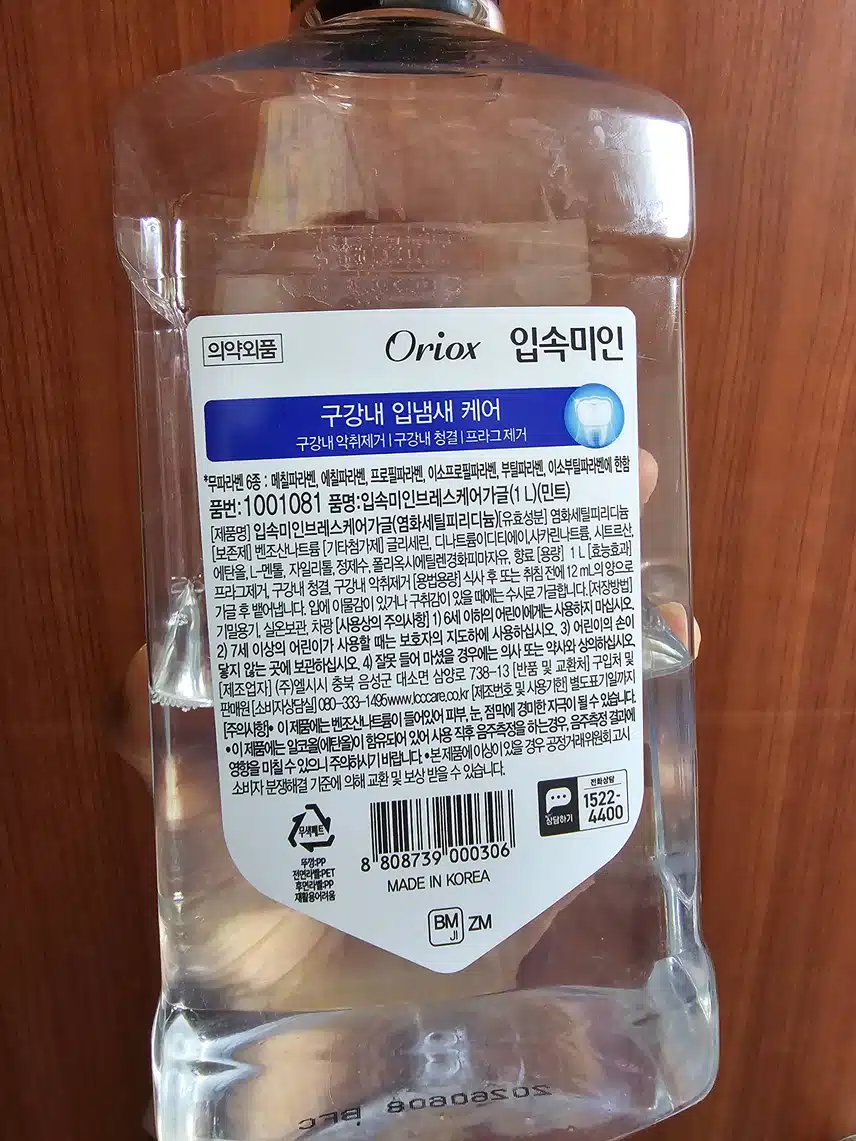 의약외품
Oriox 입속미인
구강내 입냄새 케어
구강내 악취제거 | 구강내 청결 | 프라그 제거
*무파라벤 6종 : 메칠파라벤, 에칠파라벤, 프로필파라벤, 이소프로필파라벤, 부틸파라벤, 이소부틸파라벤에 한함
품번:1001081 품명:입속미인브레스케어가글(1 L)(민트)
[제품명] 입속미인브레스케어가글(염화세틸피리디늄)[유효성분] 염화세틸피리디늄
[보존제] 벤조산나트륨 [기타첨가제] 글리세린, 디나트륨이디티에이,사카린나트륨, 시트르산,
에탄올, L-멘톨, 자일리톨, 정제수, 폴리옥시에틸렌경화피마자유, 향료 [용량] 1 L [효능효과]
프라그제거, 구강내 청결, 구강내 악취제거 [용법용량] 식사 후 또는 취침 전에 12 mL의 양으로
가글 후 뱉어냅니다. 입에 이물감이 있거나 구취감이 있을 때에는 수시로 가글합니다. [저장방법]
기밀용기, 실온보관, 차광 [사용상의 주의사항] 1) 6세 이하의 어린이에게는 사용하지 마십시오.
2) 7세 이상의 어린이가 사용할 때는 보호자의 지도하에 사용하십시오. 3) 어린이의 손이
닿지 않는 곳에 보관하십시오. 4) 잘못 들어 마셨을 경우에는 의사 또는 약사와 상의하십시오.
[제조업자] (주)엘시시 충북 음성군 대소면 삼양로 738-13 [반품 및 교환처] 구입처 및
판매원 [소비자상담실] 080-333-1495 www.lcccare.co.kr [제조번호 및 사용기한] 별도표기일까지
[주의사항]• 이 제품에는 벤조산나트륨이 들어있어 피부, 눈, 점막에 경미한 자극이 될 수 있습니다.
• 이 제품에는 알코올(에탄올)이 함유되어 있어 사용 직후 음주측정을 하는경우, 음주측정 결과에
영향을 미칠 수 있으니 주의하시기 바랍니다. •본 제품에 이상이 있을 경우 공정거래위원회 고시
소비자 분쟁해결 기준에 의해 교환 및 보상 받을 수 있습니다.
무색페트
뚜껑:PP
전면라벨:PET
후면라벨:PP
재활용어려움
8 808739 000306
MADE IN KOREA
상담하기
전화상담
1522-
4400
BM
JI
ZM
20260608 BFC